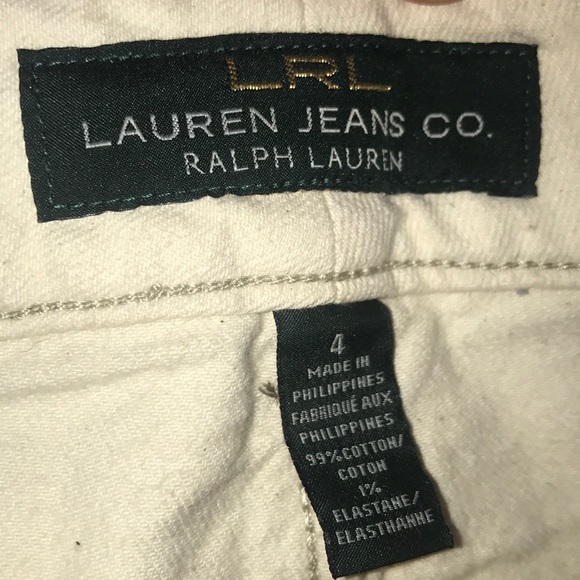 LRL
LAUREN JEANS CO.
RALPH LAUREN
4
MADE IN
PHILIPPINES
FABRIQUÉ AUX
PHILIPPINES
99%COTTON/
COTON
1%
ELASTANE/
ELASTHANNE